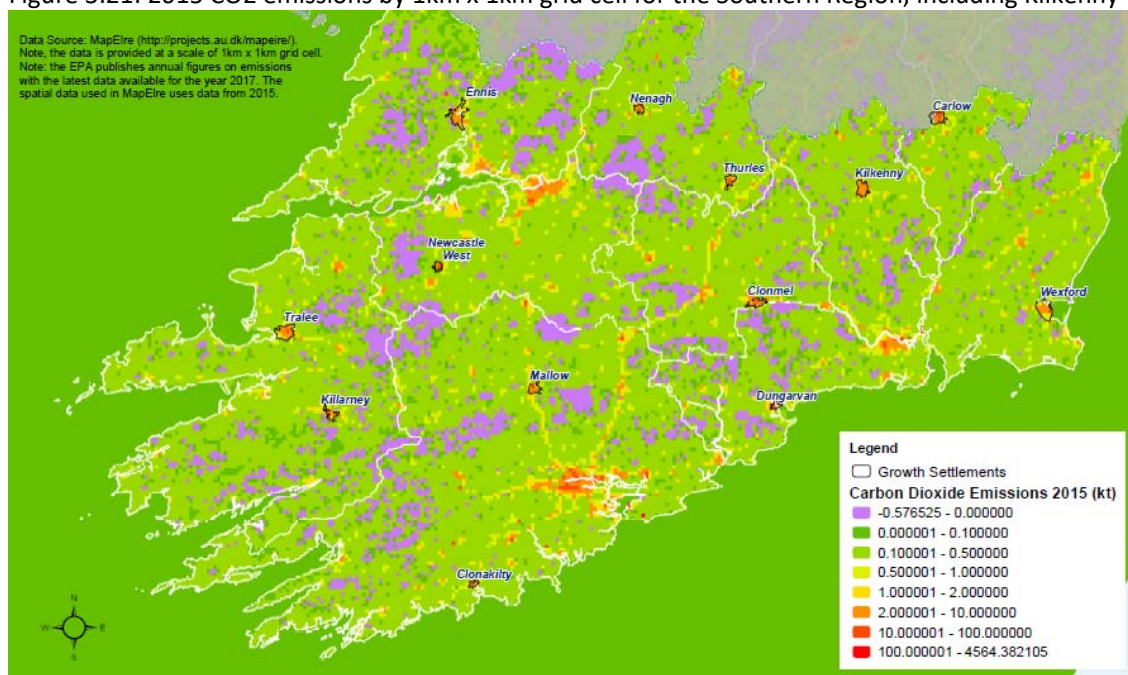 Figure 5.21: 2015 CO2 emissions by 1km x 1km grid cell for the Southern Region, including Kilkenny
Data Source: MapEIre (http://projects.au.dk/mapeire/).
Note, the data is provided at a scale of 1km x 1km grid cell.
Note: the EPA publishes annual figures on emissions
with the latest data available for the year 2017. The
spatial data used in MapEIre uses data from 2015.
Ennis
Nenagh
Carlow
Thurles
Kilkenny
Newcastle
West
Clonmel
Wexford
Tralee
Mallow
Killarney
Dungarvan
Clonakilty
Legend
Growth Settlements
Carbon Dioxide Emissions 2015 (kt)
-0.576525 - 0.000000
0.000001 - 0.100000
0.100001 - 0.500000
0.500001 - 1.000000
1.000001 - 2.000000
2.000001 - 10.000000
10.000001 - 100.000000
100.000001 - 4564.382105
N
W E
S